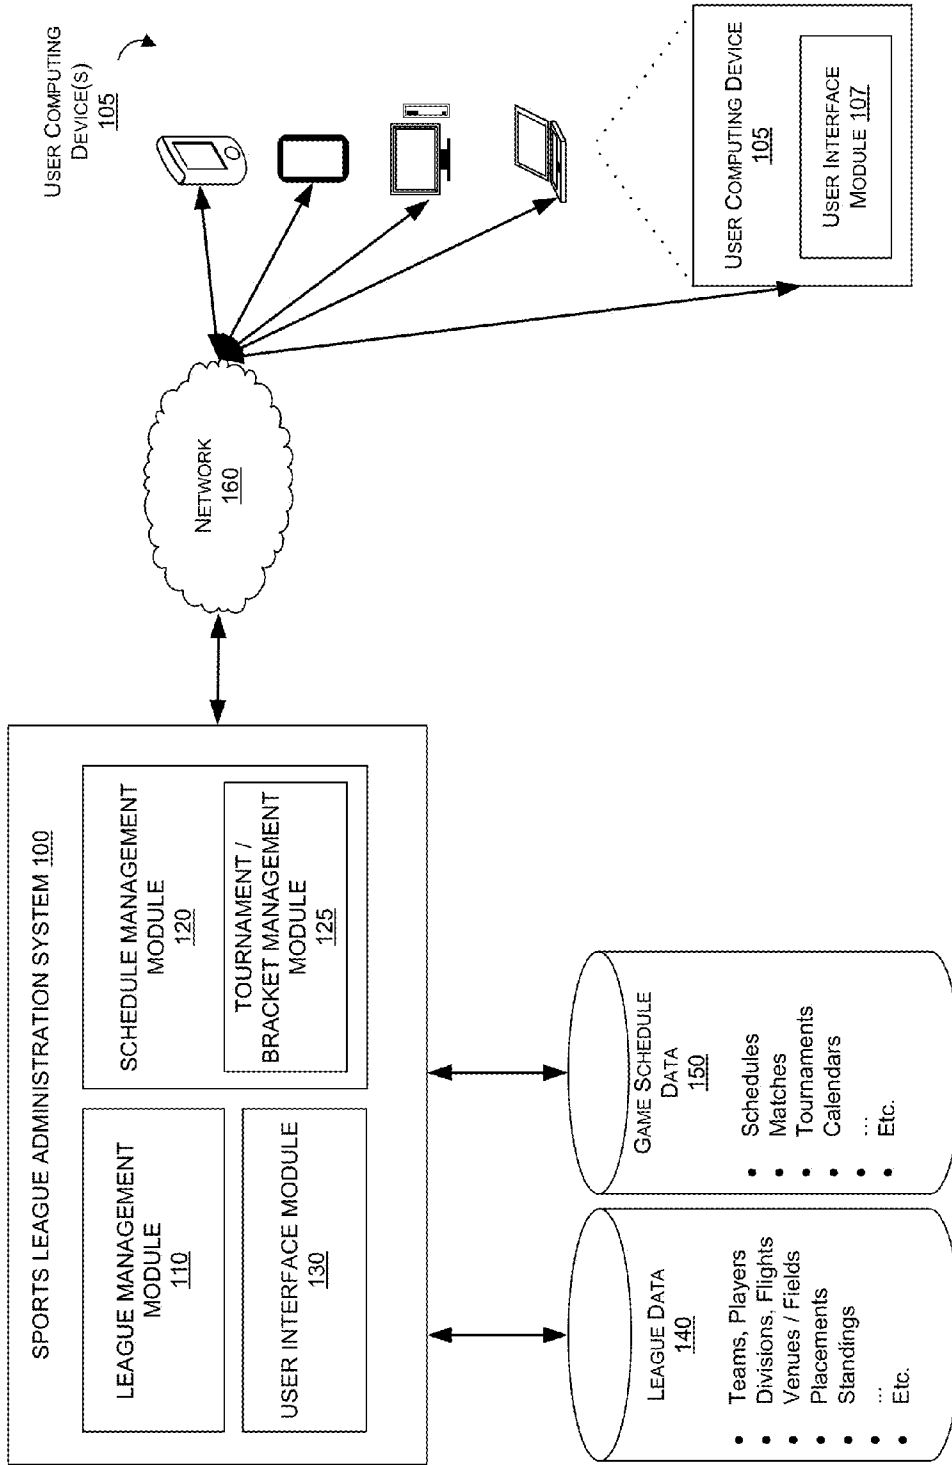 SPORTS LEAGUE ADMINISTRATION SYSTEM 100
LEAGUE MANAGEMENT
MODULE
110
SCHEDULE MANAGEMENT
MODULE
120
USER INTERFACE MODULE
130
TOURNAMENT /
BRACKET MANAGEMENT
MODULE
125
NETWORK
160
USER COMPUTING
DEVICE(S)
105
LEAGUE DATA
140
• Teams, Players
• Divisions, Flights
• Venues / Fields
• Placements
• Standings
• ...
• Etc.
GAME SCHEDULE
DATA
150
• Schedules
• Matches
• Tournaments
• Calendars
• ...
• Etc.
USER COMPUTING DEVICE
105
USER INTERFACE
MODULE 107